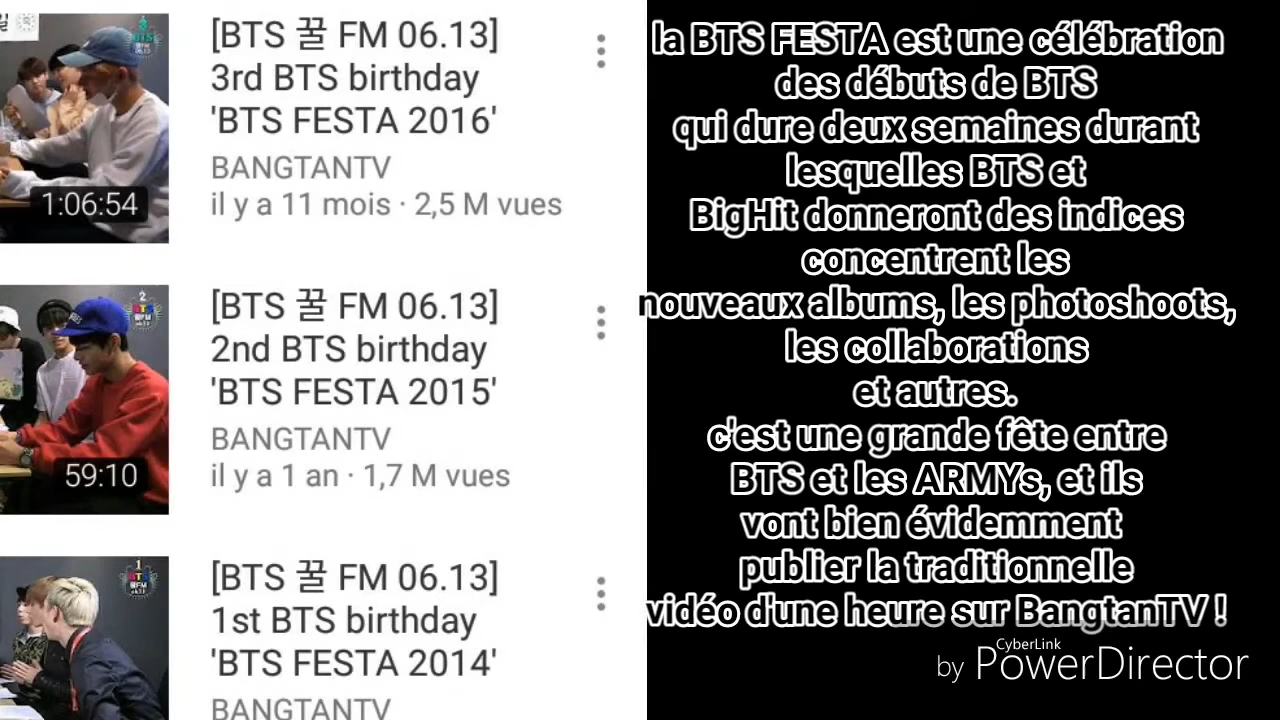 [BTS 꿀 FM 06.13]
3rd BTS birthday
'BTS FESTA 2016'
BANGTANTV
il y a 11 mois · 2,5 M vues
1:06:54
[BTS 꿀 FM 06.13]
2nd BTS birthday
'BTS FESTA 2015'
BANGTANTV
il y a 1 an · 1,7 M vues
59:10
[BTS 꿀 FM 06.13]
1st BTS birthday
'BTS FESTA 2014'
BANGTANTV
la BTS FESTA est une célébration
des débuts de BTS
qui dure deux semaines durant
lesquelles BTS et
BigHit donneront des indices
concentrent les
nouveaux albums, les photoshoots,
les collaborations
et autres.
c'est une grande fête entre
BTS et les ARMYs, et ils
vont bien évidemment
publier la traditionnelle
vidéo d'une heure sur BangtanTV !
CyberLink
by PowerDirector